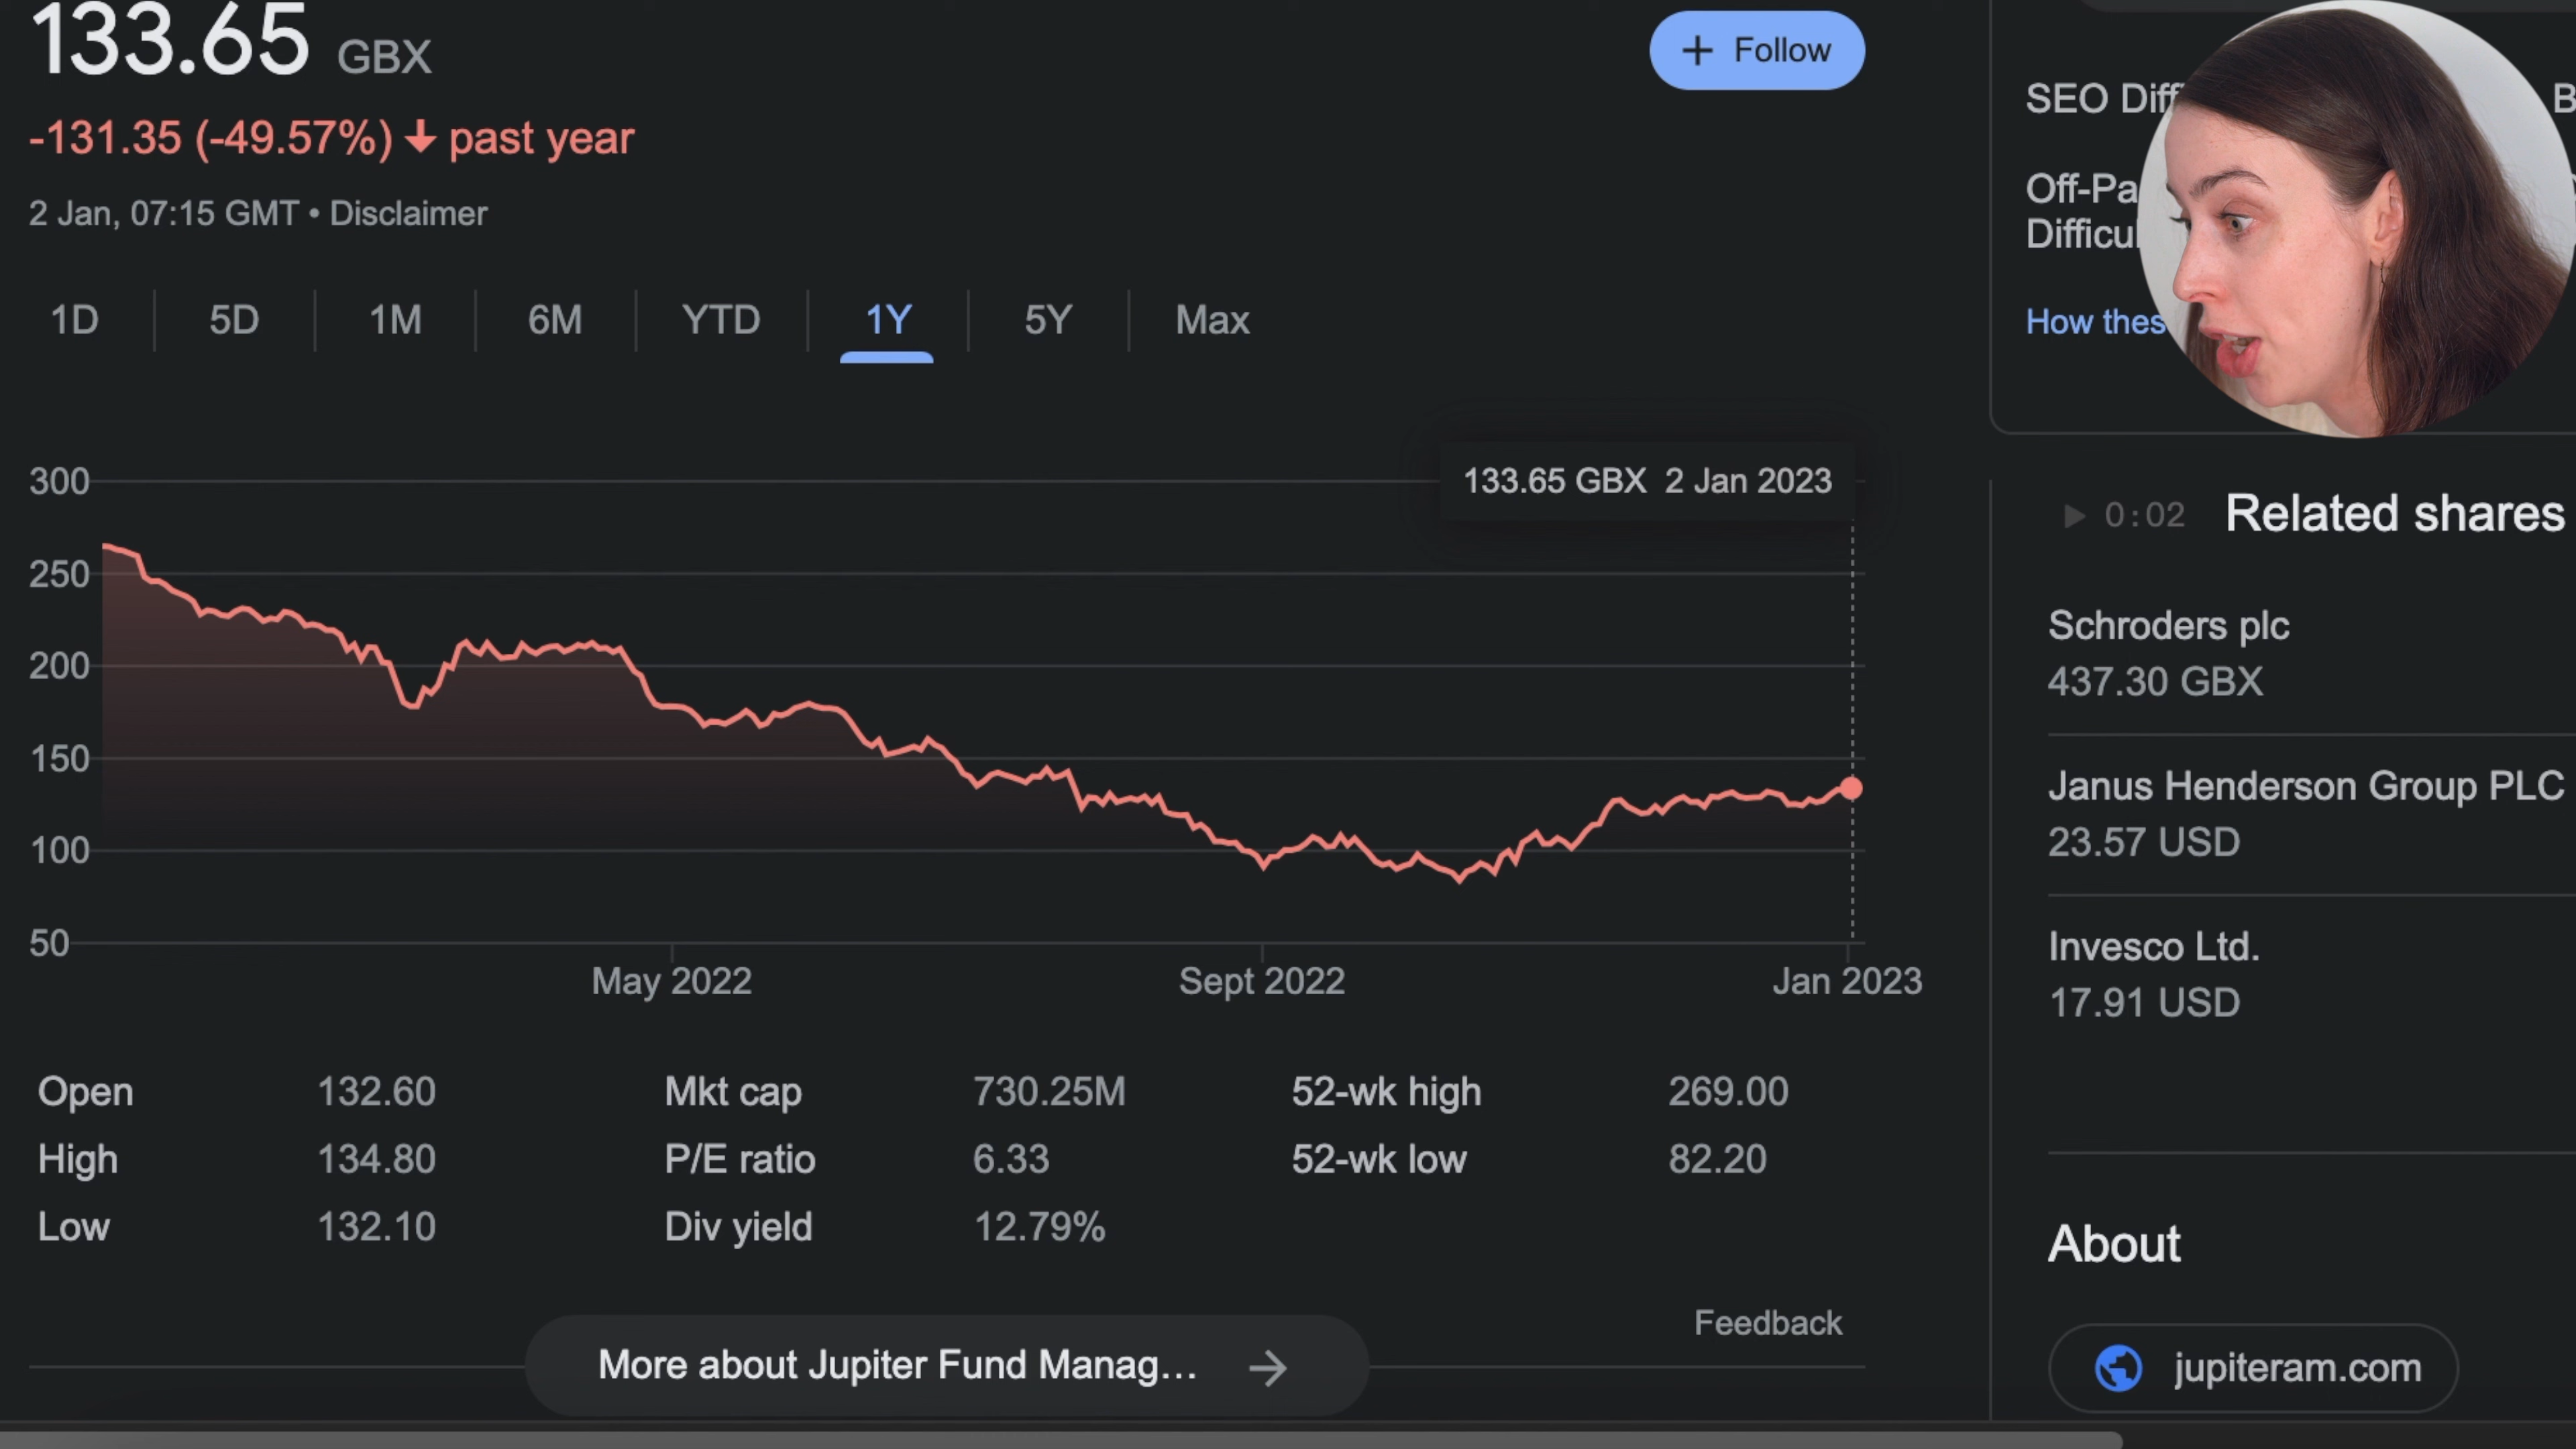 133.65 GBX
+ Follow
-131.35 (-49.57%) ↓ past year
2 Jan, 07:15 GMT • Disclaimer
1D 5D 1M 6M YTD 1Y 5Y Max
133.65 GBX 2 Jan 2023
300
250
200
150
100
50
May 2022 Sept 2022 Jan 2023
Open 132.60 Mkt cap 730.25M 52-wk high 269.00
High 134.80 P/E ratio 6.33 52-wk low 82.20
Low 132.10 Div yield 12.79%
Feedback
More about Jupiter Fund Manag... →
SEO Diff
B
Off-Pa
Difficul
How thes
0:02 Related shares
Schroders plc
437.30 GBX
Janus Henderson Group PLC
23.57 USD
Invesco Ltd.
17.91 USD
About
jupiteram.com